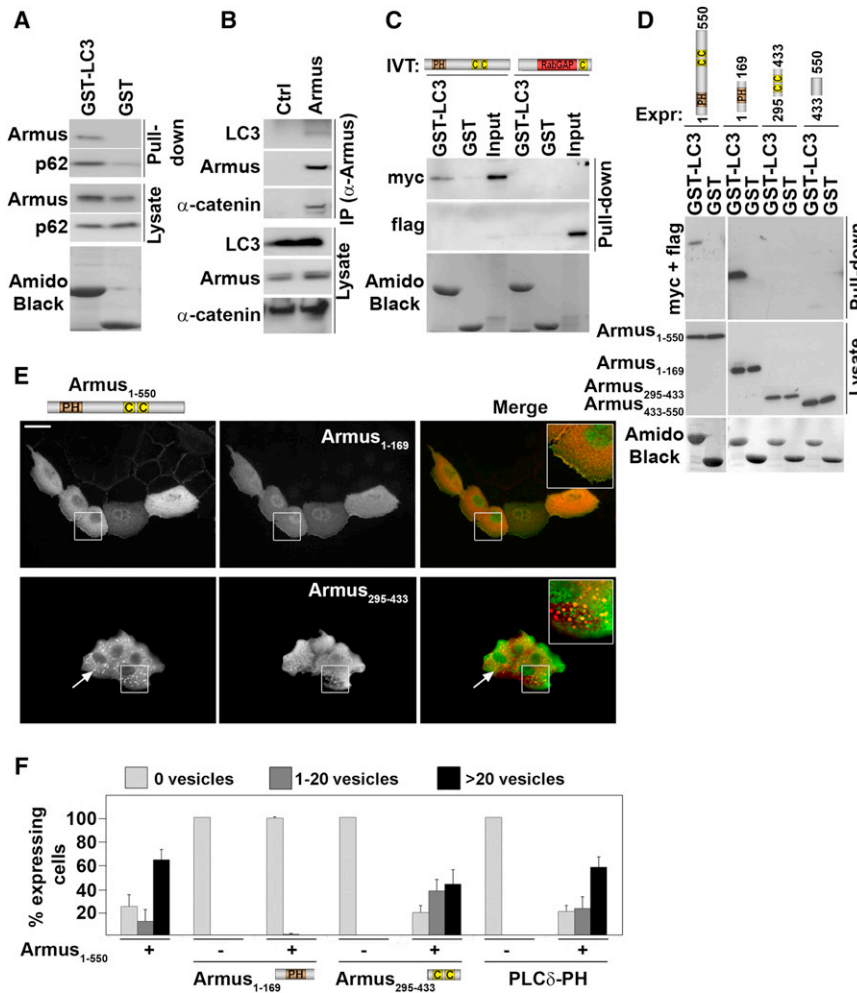 A
GST-LC3
GST
Armus
p62
Pull-down
Armus
p62
Lysate
Amido
Black
B
Ctrl
Armus
LC3
Armus
α-catenin
IP (α-Armus)
LC3
Armus
α-catenin
Lysate
C
IVT:
PH
C C
RabGAP
C
GST-LC3
GST
Input
GST-LC3
GST
Input
myc
flag
Pull-down
Amido
Black
D
550
169
433
550
C C
PH
PH
C C
Expr:
1
1
295
433
GST-LC3
GST
GST-LC3
GST
GST-LC3
GST
GST-LC3
GST
myc + flag
Pull-down
Armus1-550
Armus1-169
Armus295-433
Armus433-550
Lysate
Amido
Black
E
Armus1-550
PH
C C
Merge
Armus1-169
Armus295-433
F
0 vesicles
1-20 vesicles
>20 vesicles
% expressing
cells
100
80
60
40
20
Armus1-550
+ - + - + - +
Armus1-169
PH
Armus295-433
C C
PLCδ-PH